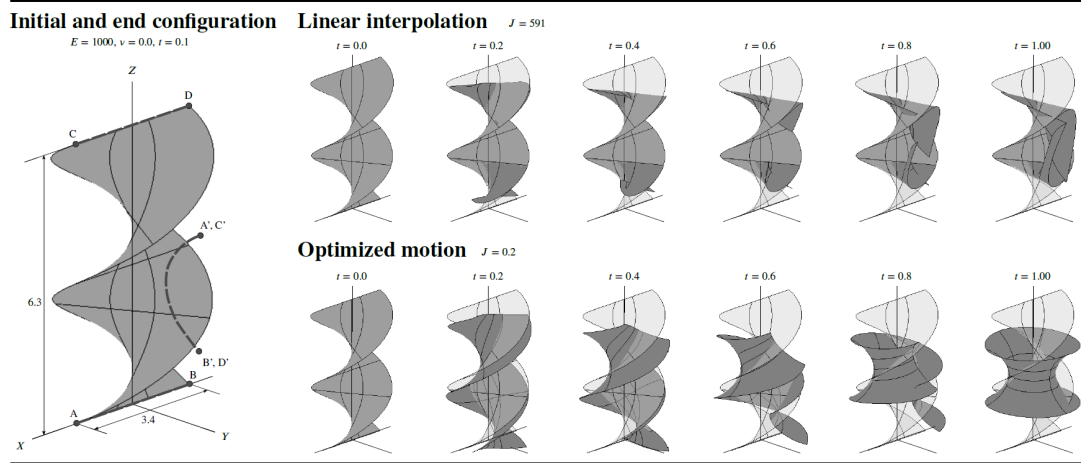 Initial and end configuration
E = 1000, ν = 0.0, t = 0.1
Z
D
C
A', C'
6.3
B', D'
B
A
3.4
X
Y
Linear interpolation J = 591
t = 0.0 t = 0.2 t = 0.4 t = 0.6 t = 0.8 t = 1.00
Optimized motion J = 0.2
t = 0.0 t = 0.2 t = 0.4 t = 0.6 t = 0.8 t = 1.00